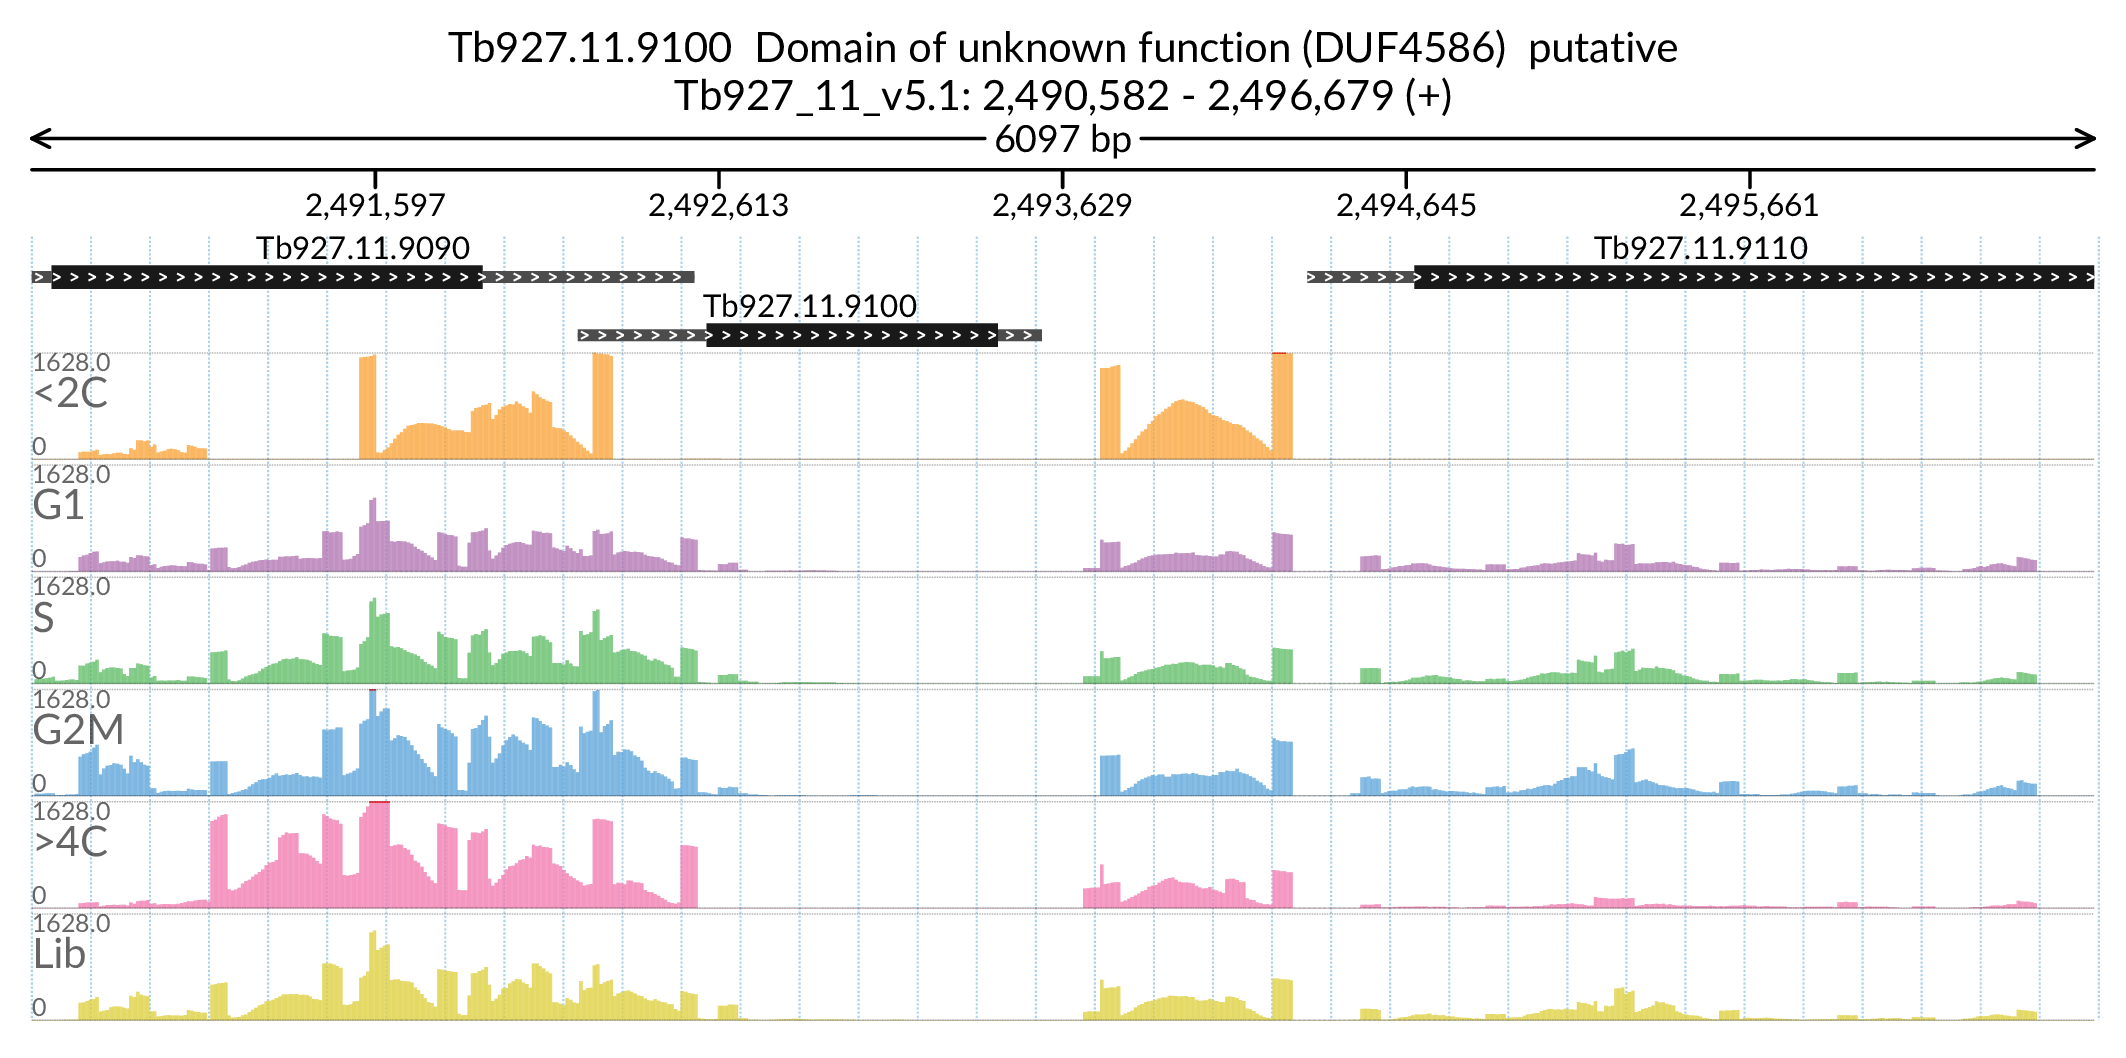 Tb927.11.9100  Domain of unknown function (DUF4586)  putative
Tb927_11_v5.1: 2,490,582 - 2,496,679 (+)
6097 bp
2,491,597 2,492,613 2,493,629 2,494,645 2,495,661
Tb927.11.9090 Tb927.11.9110
Tb927.11.9100
1628.0
<2C
0
1628.0
G1
0
1628.0
S
0
1628.0
G2M
0
1628.0
>4C
0
1628.0
Lib
0